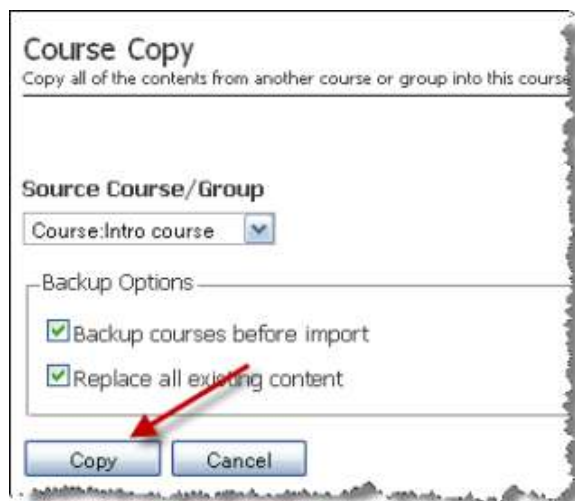 Course Copy
Copy all of the contents from another course or group into this course
Source Course/Group
Course:Intro course
Backup Options
Backup courses before import
Replace all existing content
Copy Cancel